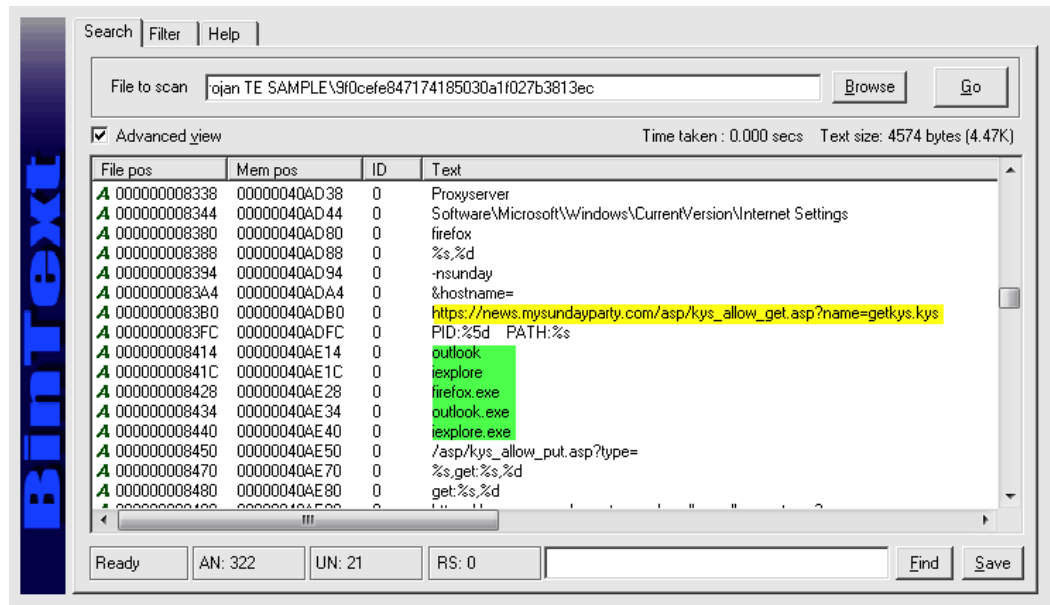 Search Filter Help
File to scan rojan TE SAMPLE\9f0cefe847174185030a1f027b3813ec Browse Go
Advanced view Time taken : 0.000 secs Text size: 4574 bytes (4.47K)
File pos Mem pos ID Text
A 000000008338 00000040AD38 0 Proxyserver
A 000000008344 00000040AD44 0 Software\Microsoft\Windows\CurrentVersion\Internet Settings
A 000000008380 00000040AD80 0 firefox
A 000000008388 00000040AD88 0 %s,%d
A 000000008394 00000040AD94 0 -nsunday
A 0000000083A4 00000040ADA4 0 &hostname=
A 0000000083B0 00000040ADB0 0 https://news.mysundayparty.com/asp/kys_allow_get.asp?name=getkys.kys
A 0000000083FC 00000040ADFC 0 PID:%5d PATH:%s
A 000000008414 00000040AE14 0 outlook
A 00000000841C 00000040AE1C 0 iexplore
A 000000008428 00000040AE28 0 firefox.exe
A 000000008434 00000040AE34 0 outlook.exe
A 000000008440 00000040AE40 0 iexplore.exe
A 000000008450 00000040AE50 0 /asp/kys_allow_put.asp?type=
A 000000008470 00000040AE70 0 %s,get:%s,%d
A 000000008480 00000040AE80 0 get:%s,%d
Ready AN: 322 UN: 21 RS: 0 Find Save
BinText